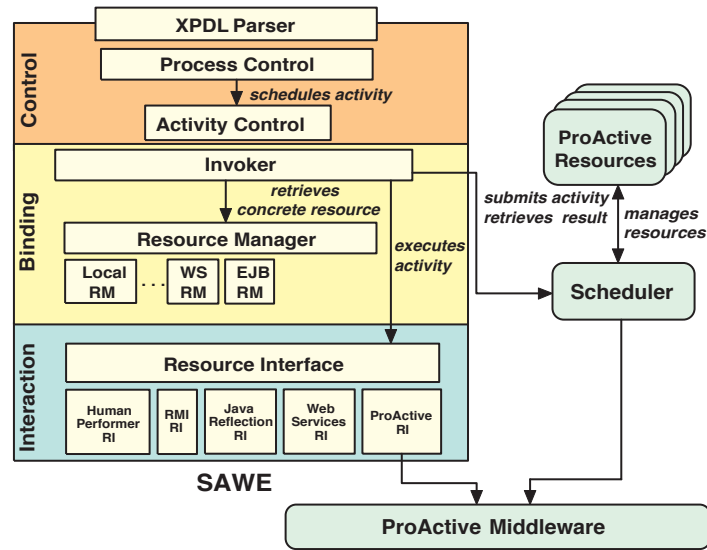 XPDL Parser
Control
Process Control
schedules activity
Activity Control
Binding
Invoker
retrieves
concrete resource
Resource Manager
Local
RM
. . .
WS
RM
EJB
RM
executes
activity
Interaction
Resource Interface
Human
Performer
RI
RMI
RI
Java
Reflection
RI
Web
Services
RI
ProActive
RI
SAWE
ProActive
Resources
submits activity
retrieves result
manages
resources
Scheduler
ProActive Middleware